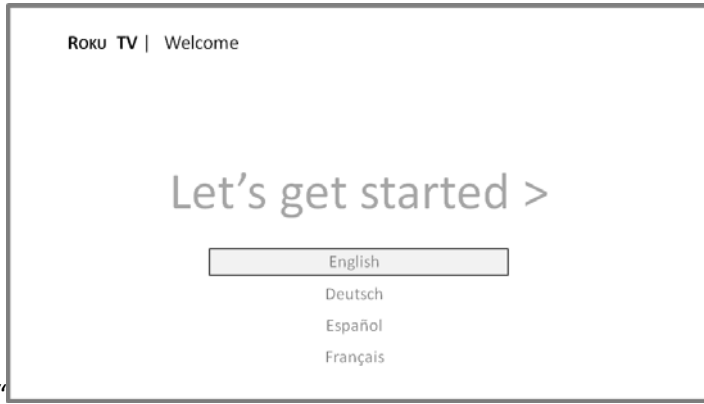 ROKU TV | Welcome
Let's get started >
English
Deutsch
Español
Français
“